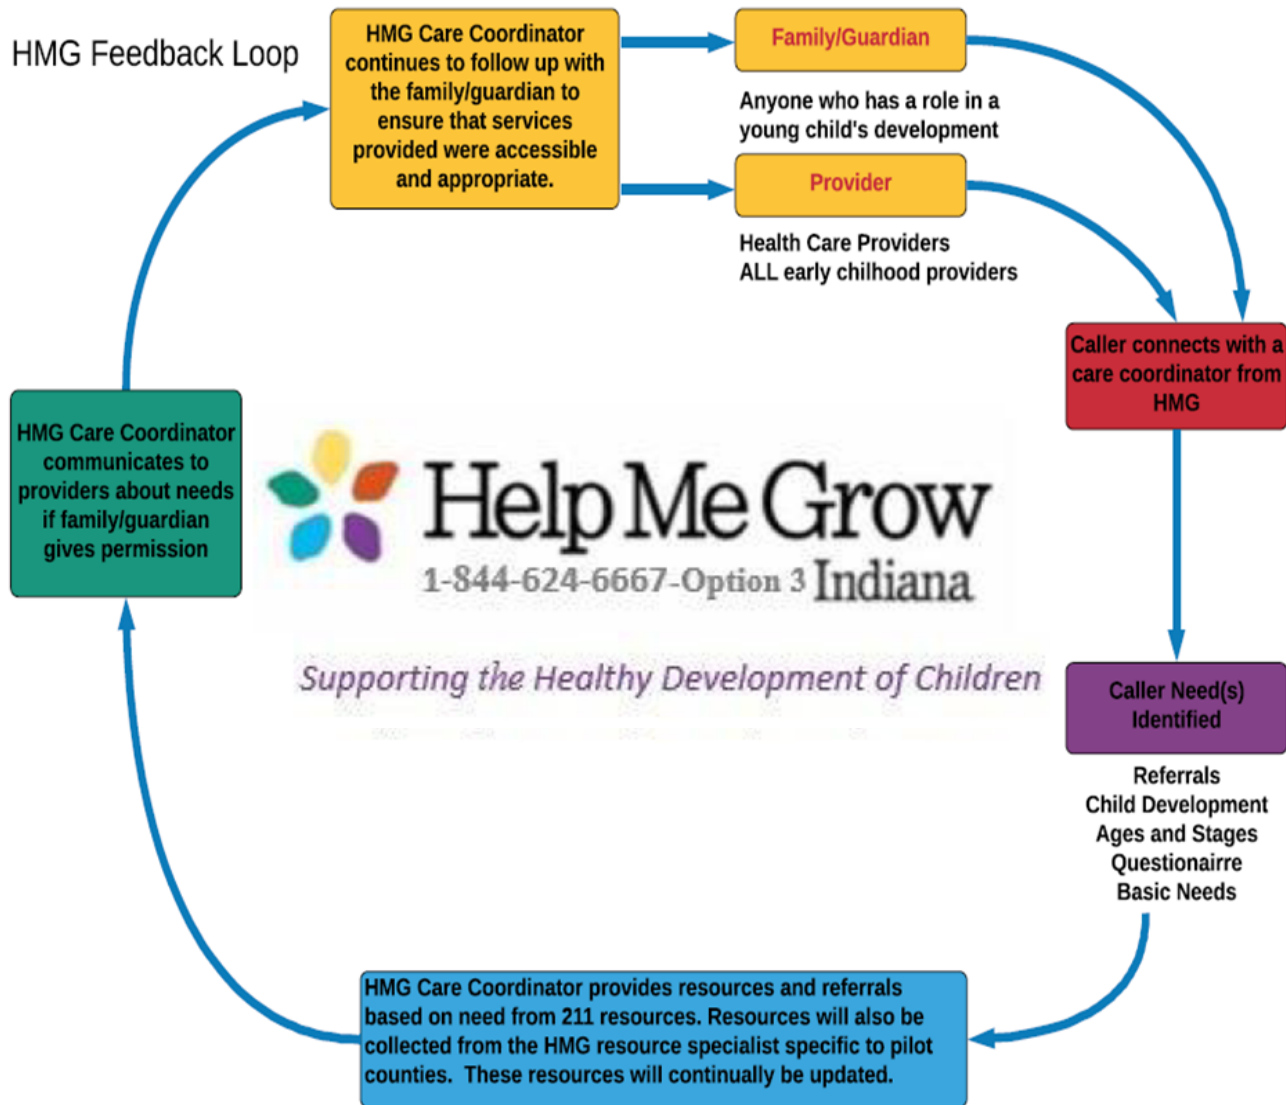 HMG Feedback Loop
HMG Care Coordinator
continues to follow up with
the family/guardian to
ensure that services
provided were accessible
and appropriate.
Family/Guardian
Anyone who has a role in a
young child's development
Provider
Health Care Providers
ALL early chilhood providers
Caller connects with a
care coordinator from
HMG
Caller Need(s)
Identified
Referrals
Child Development
Ages and Stages
Questionairre
Basic Needs
HMG Care Coordinator provides resources and referrals
based on need from 211 resources. Resources will also be
collected from the HMG resource specialist specific to pilot
counties.  These resources will continually be updated.
HMG Care Coordinator
communicates to
providers about needs
if family/guardian
gives permission
Help Me Grow
1-844-624-6667-Option 3 Indiana
Supporting the Healthy Development of Children